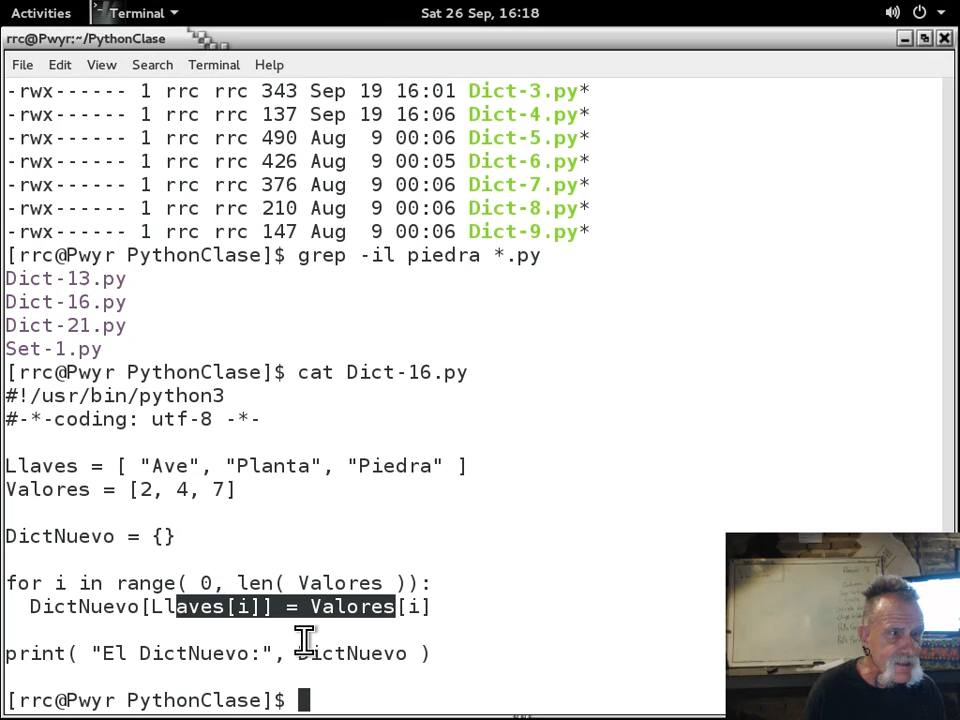 Activities Terminal Sat 26 Sep, 16:18
rrc@Pwyr:~/PythonClase
File Edit View Search Terminal Help
-rwx------ 1 rrc rrc 343 Sep 19 16:01 Dict-3.py*
-rwx------ 1 rrc rrc 137 Sep 19 16:06 Dict-4.py*
-rwx------ 1 rrc rrc 490 Aug  9 00:06 Dict-5.py*
-rwx------ 1 rrc rrc 426 Aug  9 00:05 Dict-6.py*
-rwx------ 1 rrc rrc 376 Aug  9 00:06 Dict-7.py*
-rwx------ 1 rrc rrc 210 Aug  9 00:06 Dict-8.py*
-rwx------ 1 rrc rrc 147 Aug  9 00:06 Dict-9.py*
[rrc@Pwyr PythonClase]$ grep -il piedra *.py
Dict-13.py
Dict-16.py
Dict-21.py
Set-1.py
[rrc@Pwyr PythonClase]$ cat Dict-16.py
#!/usr/bin/python3
#-*-coding: utf-8 -*-
Llaves = [ "Ave", "Planta", "Piedra" ]
Valores = [2, 4, 7]
DictNuevo = {}
for i in range( 0, len( Valores )):
  DictNuevo[Llaves[i]] = Valores[i]
print( "El DictNuevo:", DictNuevo )
[rrc@Pwyr PythonClase]$